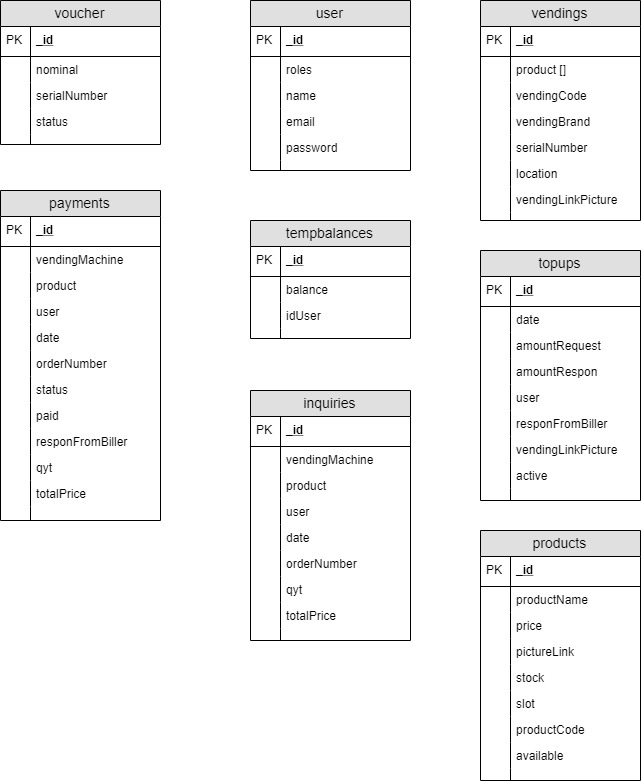 voucher
PK _id
nominal
serialNumber
status
user
PK _id
roles
name
email
password
vendings
PK _id
product []
vendingCode
vendingBrand
serialNumber
location
vendingLinkPicture
payments
PK _id
vendingMachine
product
user
date
orderNumber
status
paid
responFromBiller
qyt
totalPrice
tempbalances
PK _id
balance
idUser
inquiries
PK _id
vendingMachine
product
user
date
orderNumber
qyt
totalPrice
topups
PK _id
date
amountRequest
amountRespon
user
responFromBiller
vendingLinkPicture
active
products
PK _id
productName
price
pictureLink
stock
slot
productCode
available